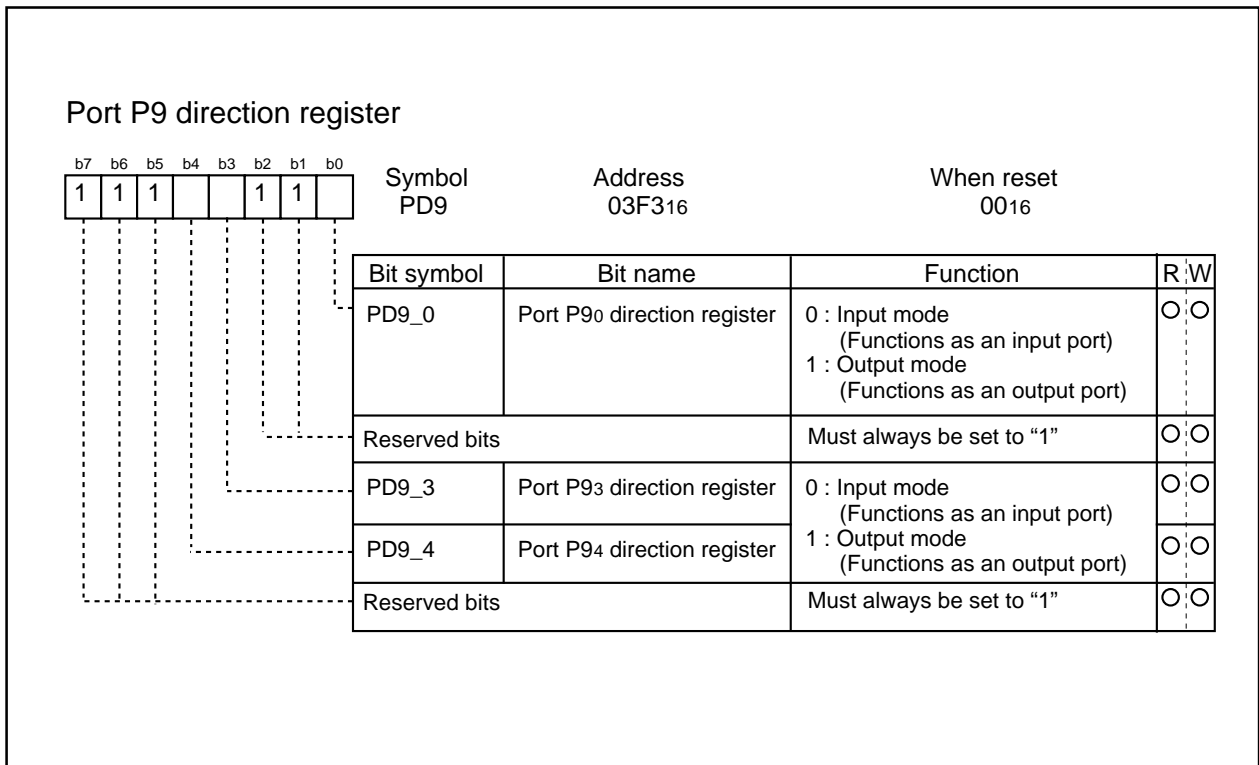 Port P9 direction register
b7 b6 b5 b4 b3 b2 b1 b0
1 1 1 1 1
Symbol Address When reset
PD9 03F316 0016
Bit symbol Bit name Function R W
PD9_0 Port P90 direction register 0 : Input mode
(Functions as an input port)
1 : Output mode
(Functions as an output port)
Reserved bits Must always be set to “1”
PD9_3 Port P93 direction register 0 : Input mode
(Functions as an input port)
PD9_4 Port P94 direction register 1 : Output mode
(Functions as an output port)
Reserved bits Must always be set to “1”